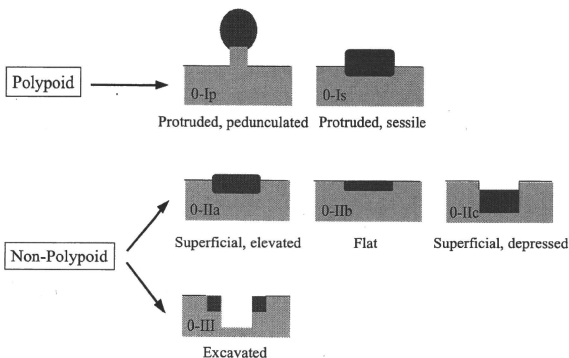 Polypoid
0-Ip
0-Is
Protruded, pedunculated
Protruded, sessile
Non-Polypoid
0-IIa
0-IIb
0-IIc
Superficial, elevated
Flat
Superficial, depressed
0-III
Excavated